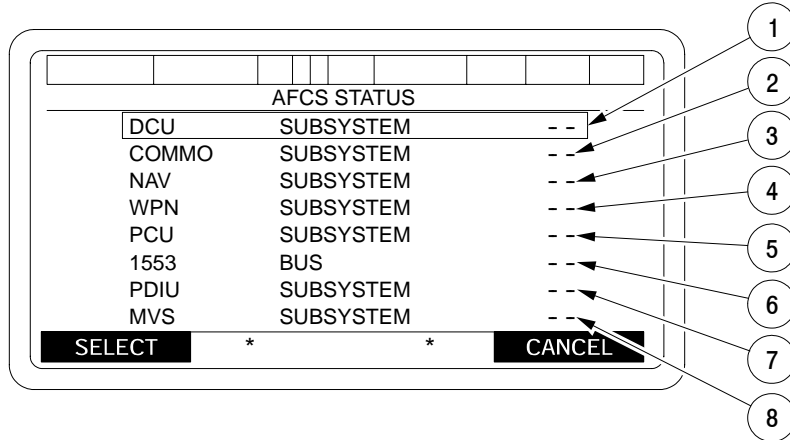 AFCS STATUS
DCU SUBSYSTEM - -
COMMO SUBSYSTEM - -
NAV SUBSYSTEM - -
WPN SUBSYSTEM - -
PCU SUBSYSTEM - -
1553 BUS - -
PDIU SUBSYSTEM - -
MVS SUBSYSTEM - -
SELECT * * CANCEL
1
2
3
4
5
6
7
8